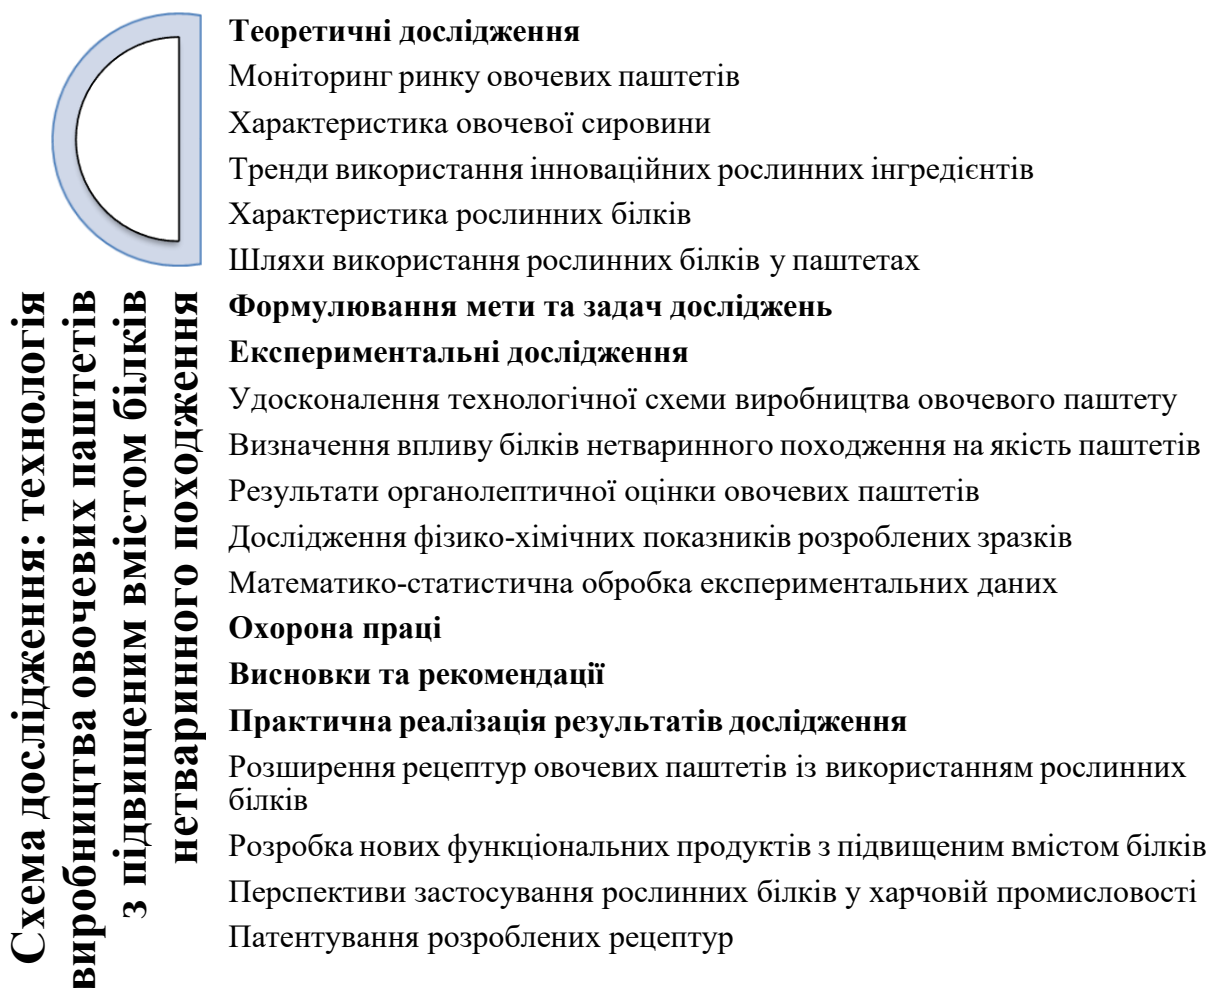 Схема дослідження: технологія
виробництва овочевих паштетів
з підвищеним вмістом білків
нетваринного походження
Теоретичні дослідження
Моніторинг ринку овочевих паштетів
Характеристика овочевої сировини
Тренди використання інноваційних рослинних інгредієнтів
Характеристика рослинних білків
Шляхи використання рослинних білків у паштетах
Формулювання мети та задач досліджень
Експериментальні дослідження
Удосконалення технологічної схеми виробництва овочевого паштету
Визначення впливу білків нетваринного походження на якість паштетів
Результати органолептичної оцінки овочевих паштетів
Дослідження фізико-хімічних показників розроблених зразків
Математико-статистична обробка експериментальних даних
Охорона праці
Висновки та рекомендації
Практична реалізація результатів дослідження
Розширення рецептур овочевих паштетів із використанням рослинних
білків
Розробка нових функціональних продуктів з підвищеним вмістом білків
Перспективи застосування рослинних білків у харчовій промисловості
Патентування розроблених рецептур